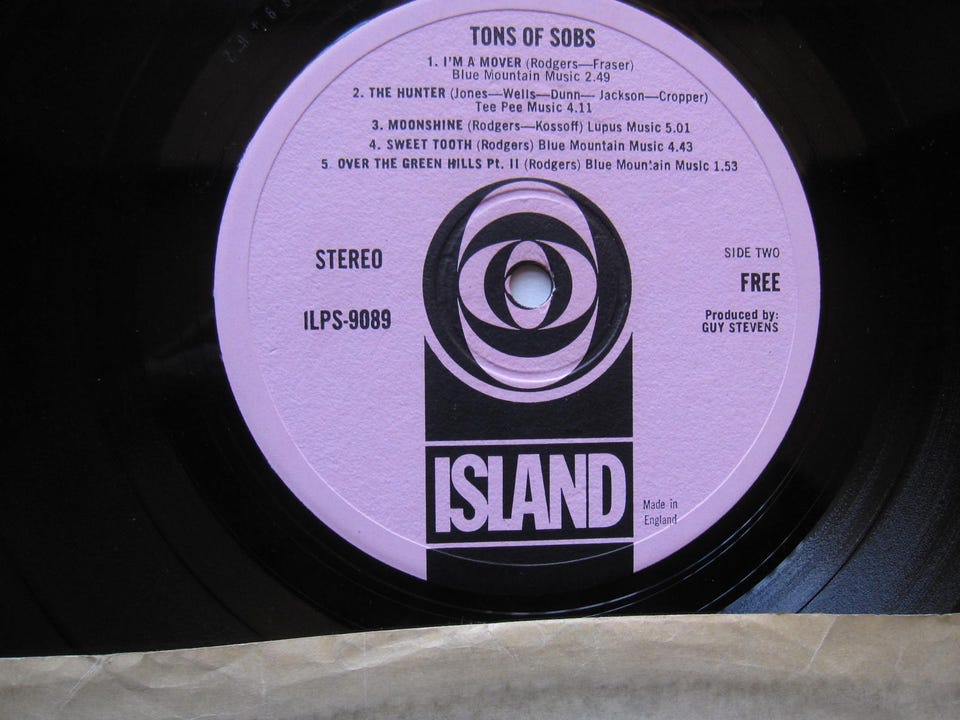 TONS OF SOBS
1. I'M A MOVER (Rodgers—Fraser)
Blue Mountain Music 2.49
2. THE HUNTER (Jones—Wells—Dunn— Jackson—Cropper)
Tee Pee Music 4.11
3. MOONSHINE (Rodgers—Kossoff) Lupus Music 5.01
4. SWEET TOOTH (Rodgers) Blue Mountain Music 4.43
5. OVER THE GREEN HILLS Pt. II (Rodgers) Blue Mountain Music 1.53
STEREO
ILPS-9089
SIDE TWO
FREE
Produced by:
GUY STEVENS
ISLAND
Made in
England